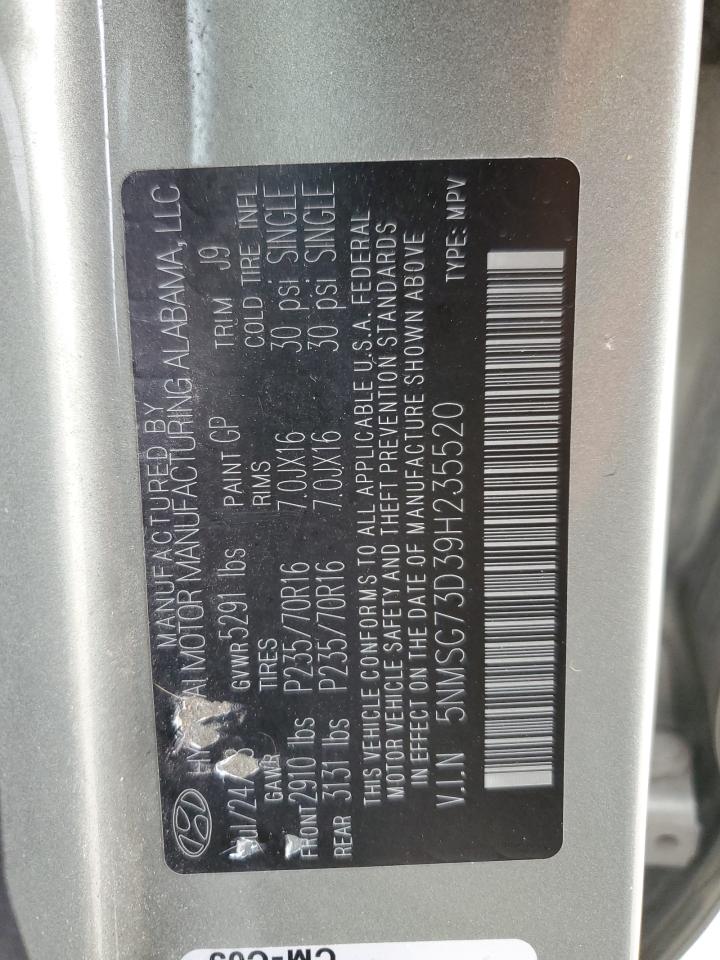 MANUFACTURED BY
MOTOR MANUFACTURING ALABAMA, LLC
GVWR 5291 lbs PAINT GP TRIM J9
GAWR TIRES RIMS COLD TIRE INFL
FRONT 2910 lbs P235/70R16 7.0JX16 30 psi SINGLE
REAR 3131 lbs P235/70R16 7.0JX16 30 psi SINGLE
THIS VEHICLE CONFORMS TO ALL APPLICABLE U.S.A. FEDERAL
MOTOR VEHICLE SAFETY AND THEFT PREVENTION STANDARDS
IN EFFECT ON THE DATE OF MANUFACTURE SHOWN ABOVE
V.I.N 5NMSG73D39H235520 TYPE: MPV